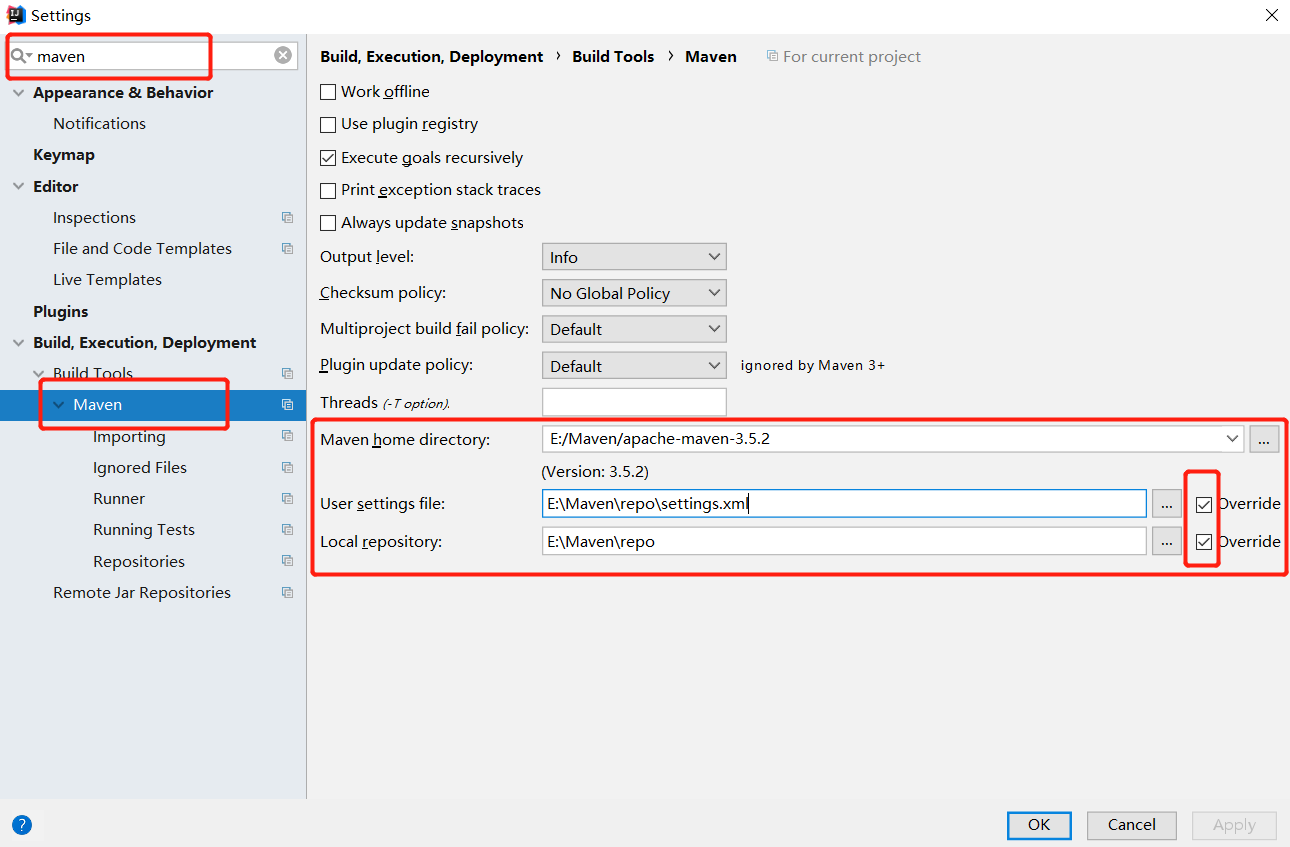 Settings
maven
Appearance & Behavior
Notifications
Keymap
Editor
Inspections
File and Code Templates
Live Templates
Plugins
Build, Execution, Deployment
Build Tools
Maven
Importing
Ignored Files
Runner
Running Tests
Repositories
Remote Jar Repositories
?
Build, Execution, Deployment › Build Tools › Maven For current project
Work offline
Use plugin registry
Execute goals recursively
Print exception stack traces
Always update snapshots
Output level: Info
Checksum policy: No Global Policy
Multiproject build fail policy: Default
Plugin update policy: Default ignored by Maven 3+
Threads (-T option).
Maven home directory: E:/Maven/apache-maven-3.5.2 ...
(Version: 3.5.2)
User settings file: E:\Maven\repo\settings.xml ... Override
Local repository: E:\Maven\repo ... Override
OK Cancel Apply